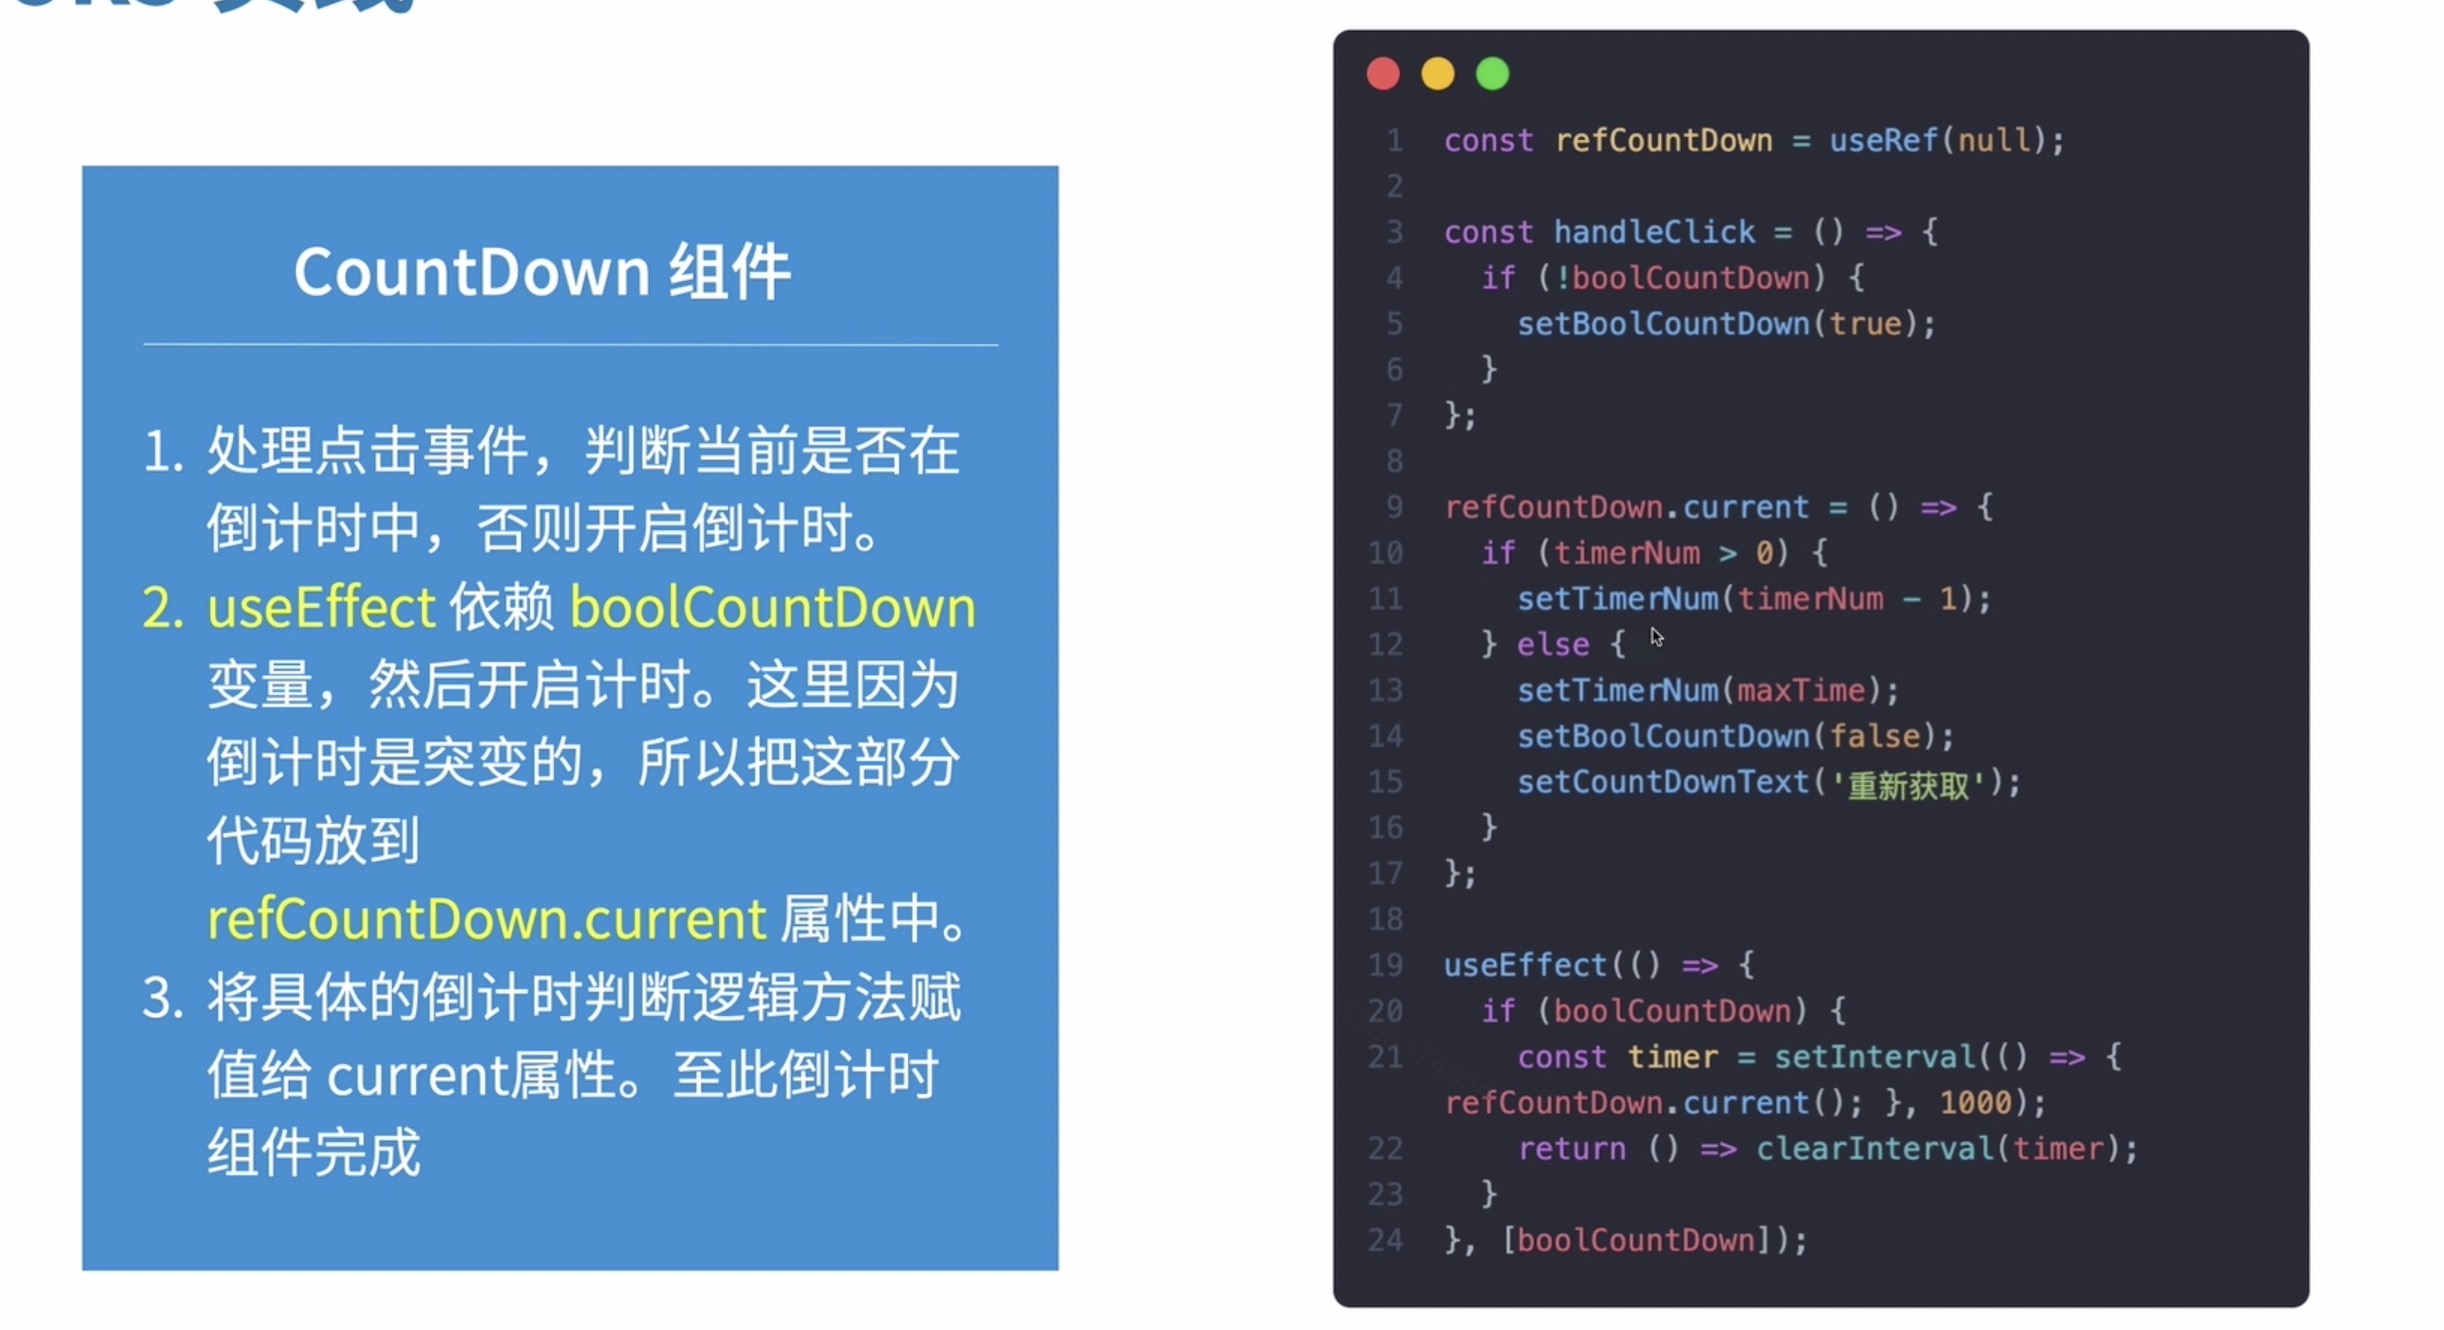 CountDown 组件
1. 处理点击事件，判断当前是否在
倒计时中，否则开启倒计时。
2. useEffect 依赖 boolCountDown
变量，然后开启计时。这里因为
倒计时是突变的，所以把这部分
代码放到
refCountDown.current 属性中。
3. 将具体的倒计时判断逻辑方法赋
值给 current属性。至此倒计时
组件完成
1 const refCountDown = useRef(null);
2
3 const handleClick = () => {
4   if (!boolCountDown) {
5     setBoolCountDown(true);
6   }
7 };
8
9 refCountDown.current = () => {
10   if (timerNum > 0) {
11     setTimerNum(timerNum - 1);
12   } else {
13     setTimerNum(maxTime);
14     setBoolCountDown(false);
15     setCountDownText('重新获取');
16   }
17 };
18
19 useEffect(() => {
20   if (boolCountDown) {
21     const timer = setInterval(() => {
refCountDown.current(); }, 1000);
22     return () => clearInterval(timer);
23   }
24 }, [boolCountDown]);